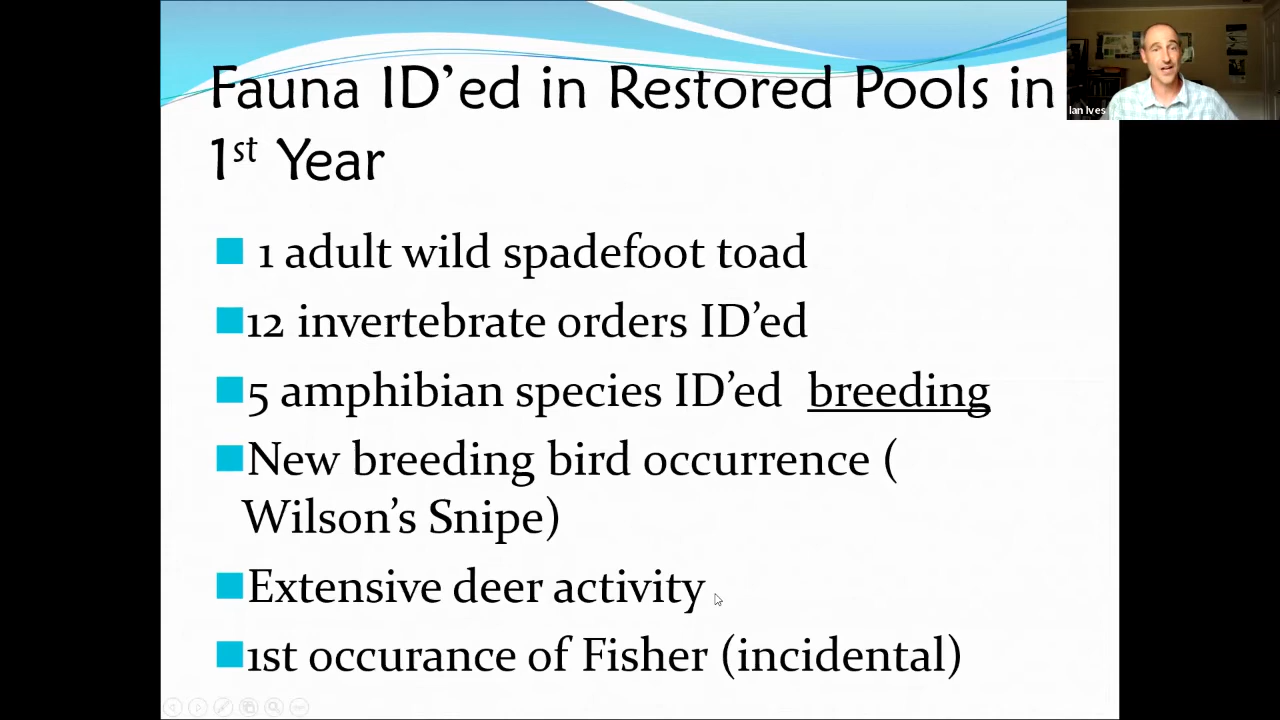 Fauna ID’ed in Restored Pools in
1st Year
Ian Ives
1 adult wild spadefoot toad
12 invertebrate orders ID’ed
5 amphibian species ID’ed breeding
New breeding bird occurrence (
Wilson’s Snipe)
Extensive deer activity
1st occurance of Fisher (incidental)